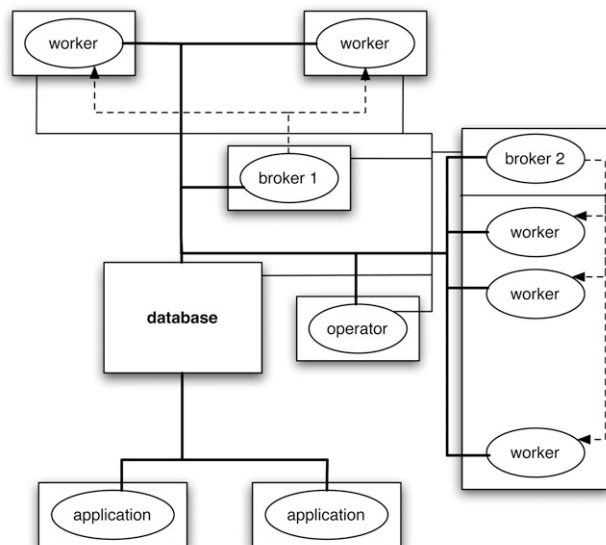 worker
worker
broker 1
broker 2
worker
worker
database
operator
worker
application
application